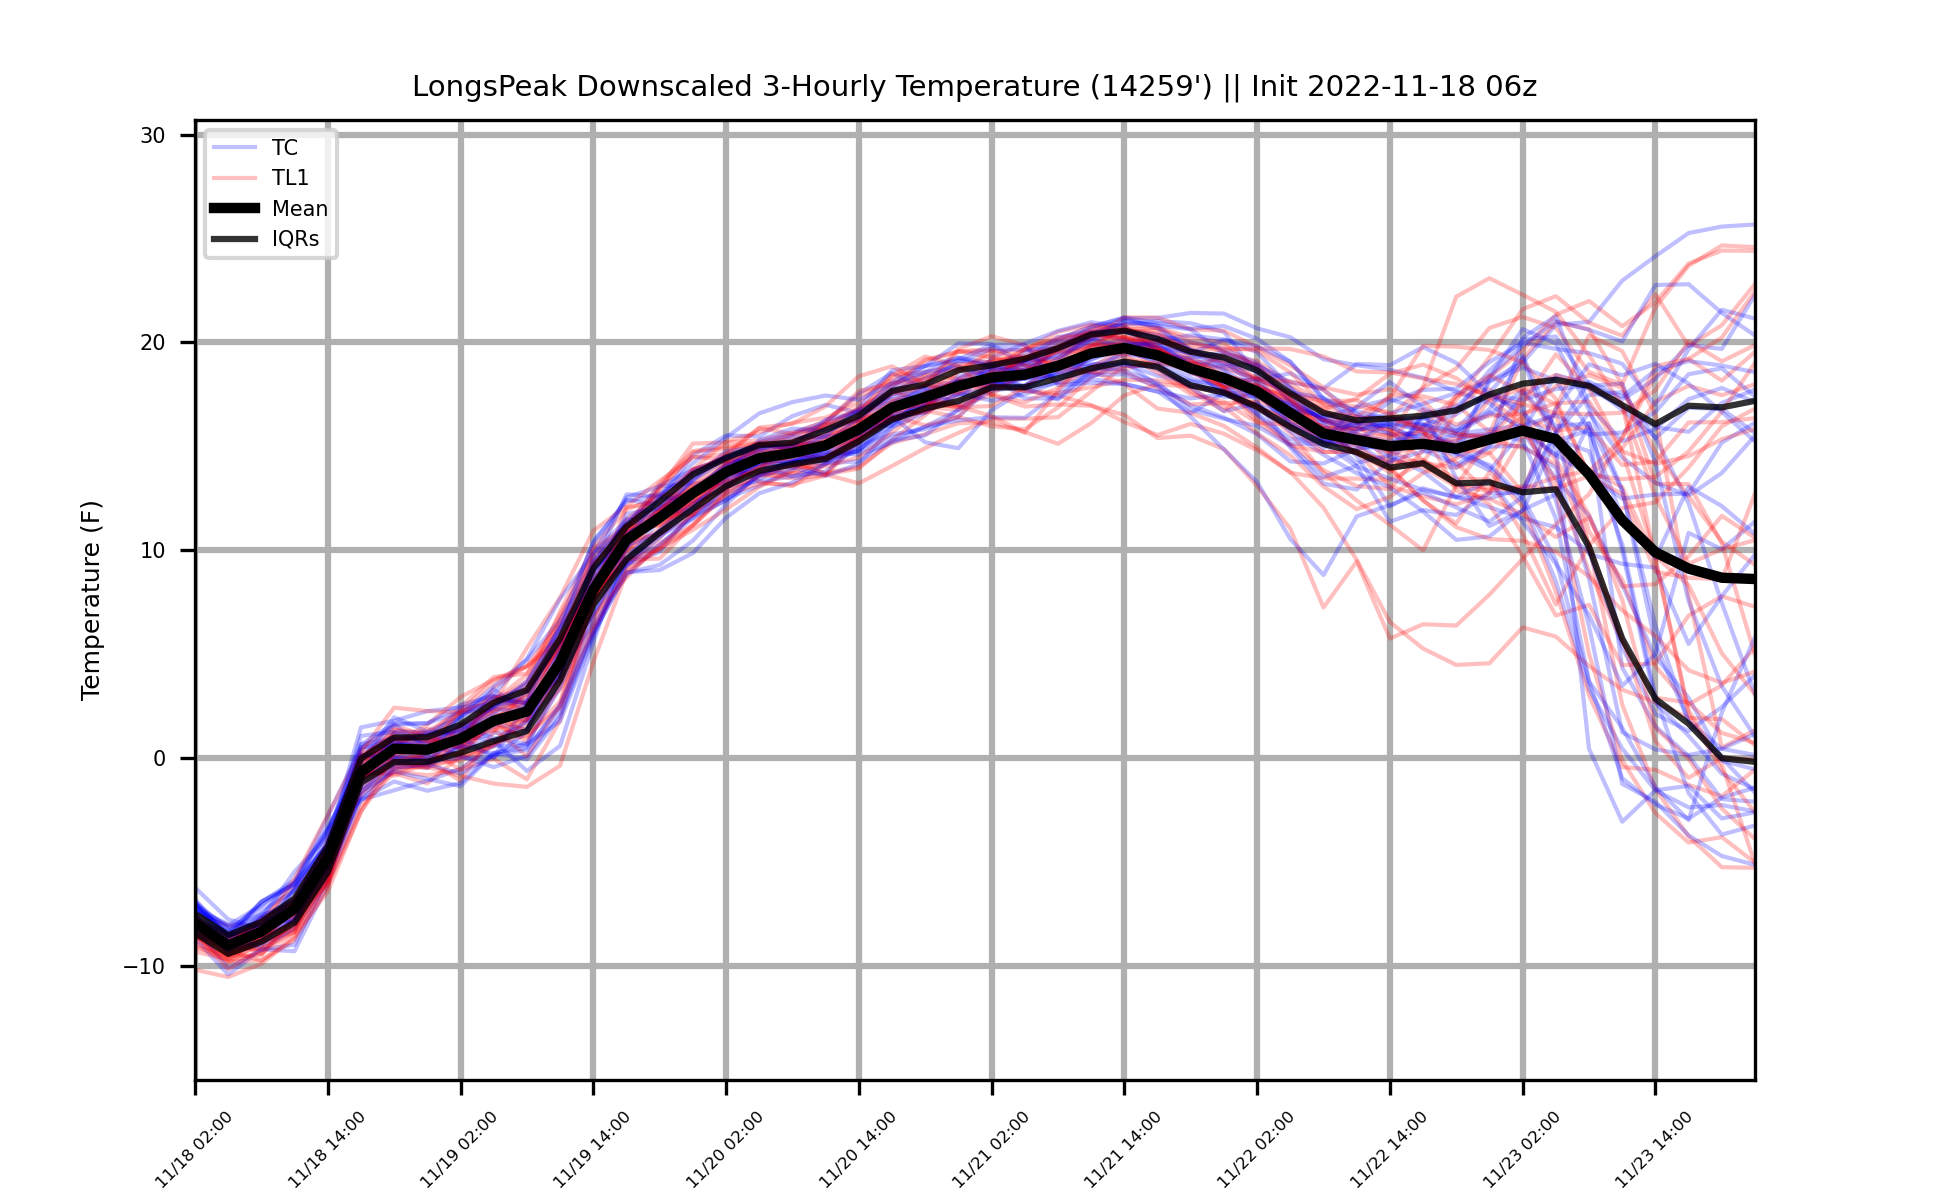 LongsPeak Downscaled 3-Hourly Temperature (14259') || Init 2022-11-18 06z
TC
TL1
Mean
IQRs
Temperature (F)
30
20
10
0
−10
11/18 02:00
11/18 14:00
11/19 02:00
11/19 14:00
11/20 02:00
11/20 14:00
11/21 02:00
11/21 14:00
11/22 02:00
11/22 14:00
11/23 02:00
11/23 14:00